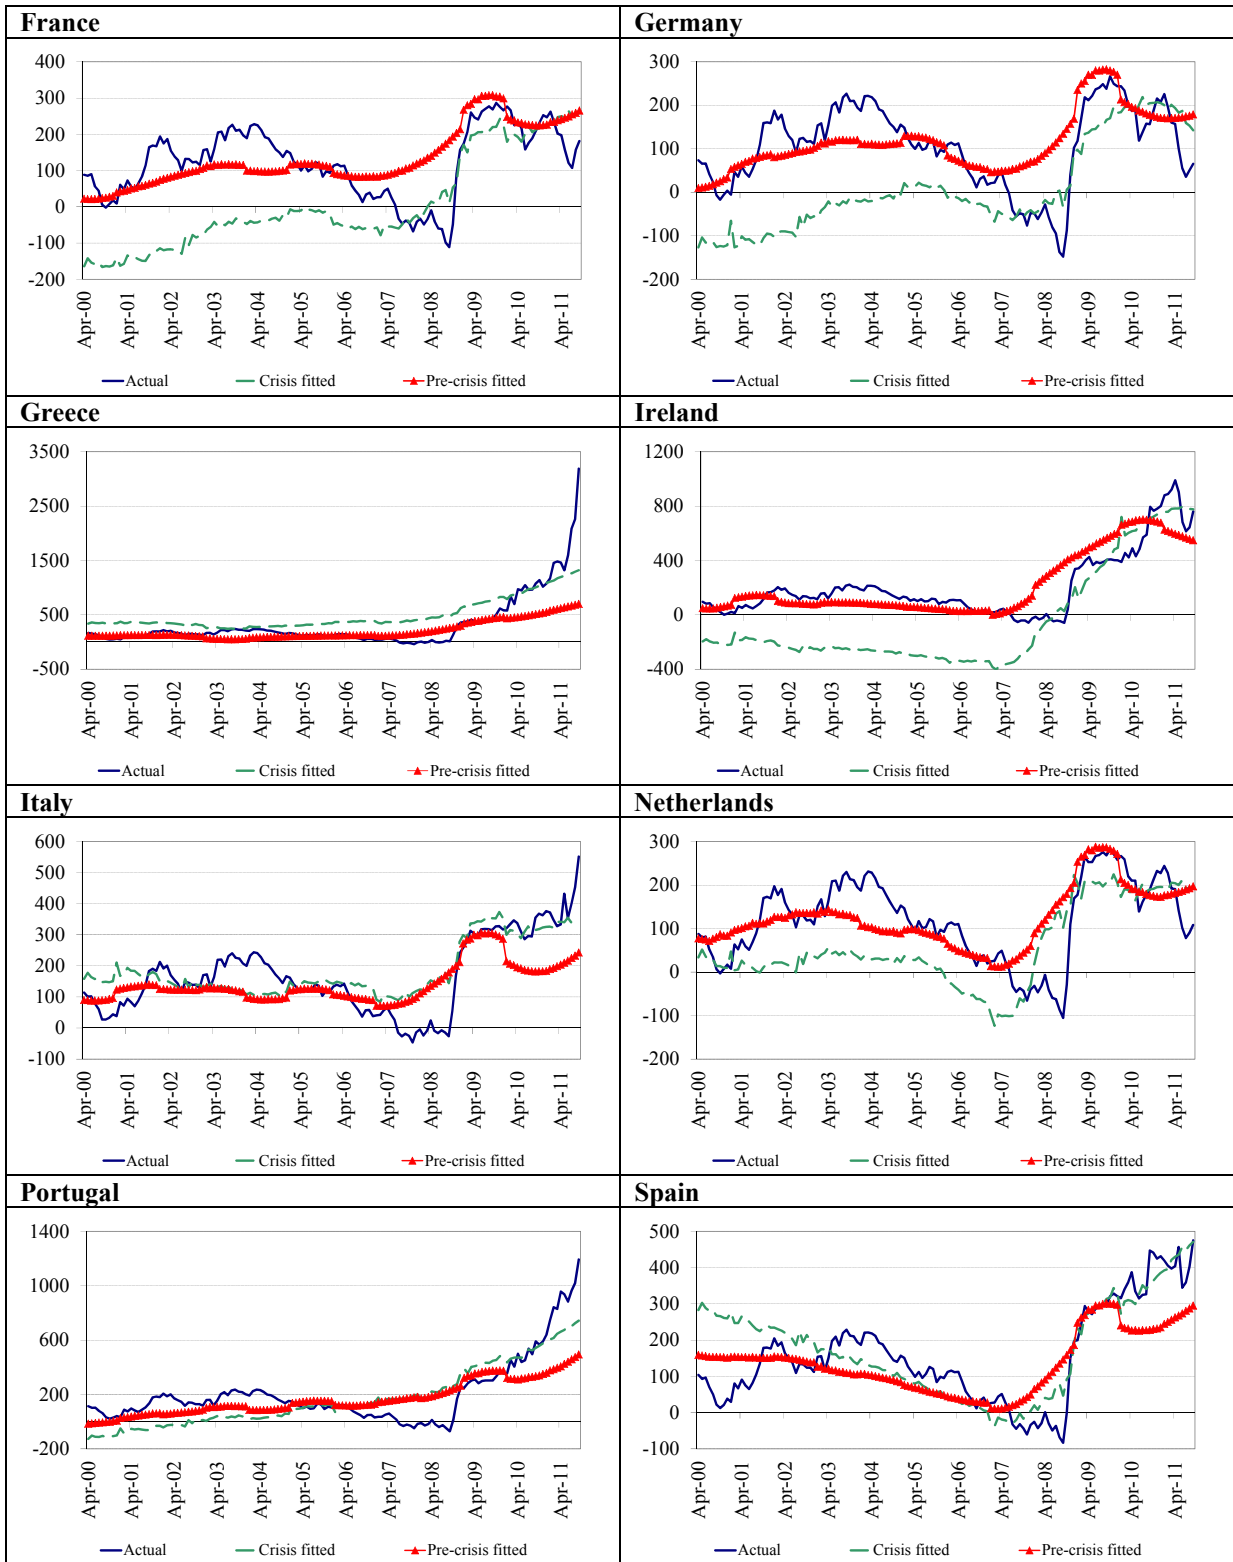 France
Germany
400
300
200
100
0
-100
-200
Apr-00
Apr-01
Apr-02
Apr-03
Apr-04
Apr-05
Apr-06
Apr-07
Apr-08
Apr-09
Apr-10
Apr-11
Actual
Crisis fitted
Pre-crisis fitted
300
200
100
0
-100
-200
Apr-00
Apr-01
Apr-02
Apr-03
Apr-04
Apr-05
Apr-06
Apr-07
Apr-08
Apr-09
Apr-10
Apr-11
Actual
Crisis fitted
Pre-crisis fitted
Greece
Ireland
3500
2500
1500
500
-500
Apr-00
Apr-01
Apr-02
Apr-03
Apr-04
Apr-05
Apr-06
Apr-07
Apr-08
Apr-09
Apr-10
Apr-11
Actual
Crisis fitted
Pre-crisis fitted
1200
800
400
0
-400
Apr-00
Apr-01
Apr-02
Apr-03
Apr-04
Apr-05
Apr-06
Apr-07
Apr-08
Apr-09
Apr-10
Apr-11
Actual
Crisis fitted
Pre-crisis fitted
Italy
Netherlands
600
500
400
300
200
100
0
-100
Apr-00
Apr-01
Apr-02
Apr-03
Apr-04
Apr-05
Apr-06
Apr-07
Apr-08
Apr-09
Apr-10
Apr-11
Actual
Crisis fitted
Pre-crisis fitted
300
200
100
0
-100
-200
Apr-00
Apr-01
Apr-02
Apr-03
Apr-04
Apr-05
Apr-06
Apr-07
Apr-08
Apr-09
Apr-10
Apr-11
Actual
Crisis fitted
Pre-crisis fitted
Portugal
Spain
1400
1000
600
200
-200
Apr-00
Apr-01
Apr-02
Apr-03
Apr-04
Apr-05
Apr-06
Apr-07
Apr-08
Apr-09
Apr-10
Apr-11
Actual
Crisis fitted
Pre-crisis fitted
500
400
300
200
100
0
-100
Apr-00
Apr-01
Apr-02
Apr-03
Apr-04
Apr-05
Apr-06
Apr-07
Apr-08
Apr-09
Apr-10
Apr-11
Actual
Crisis fitted
Pre-crisis fitted